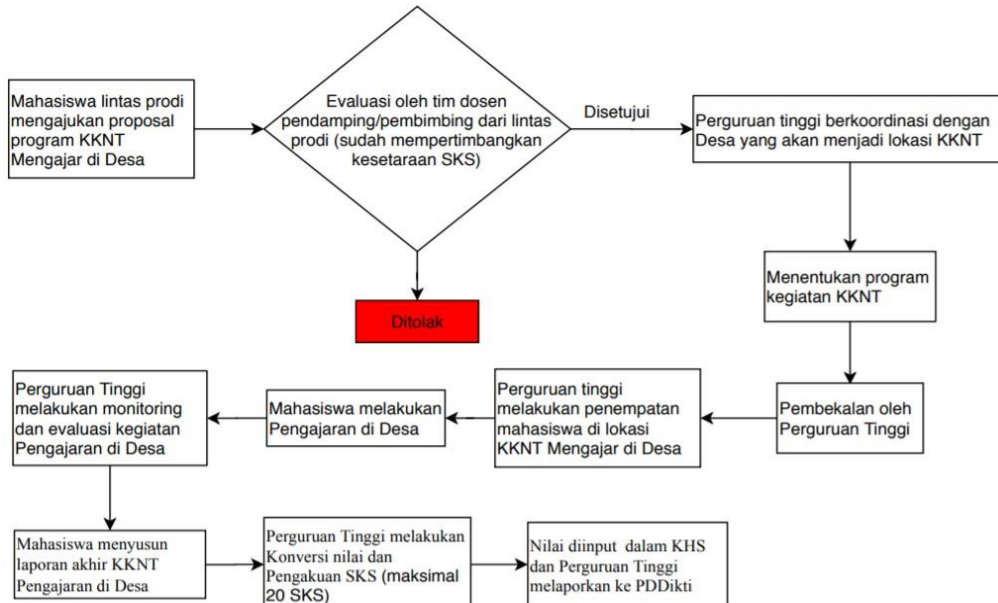 Mahasiswa lintas prodi
mengajukan proposal
program KKNT
Mengajar di Desa
Evaluasi oleh tim dosen
pendamping/pembimbing dari lintas
prodi (sudah mempertimbangkan
kesetaraan SKS)
Disetujui
Perguruan tinggi berkoordinasi dengan
Desa yang akan menjadi lokasi KKNT
Ditolak
Menentukan program
kegiatan KKNT
Pembekalan oleh
Perguruan Tinggi
Perguruan tinggi
melakukan penempatan
mahasiswa di lokasi
KKNT Mengajar di Desa
Mahasiswa melakukan
Pengajaran di Desa
Perguruan Tinggi
melakukan monitoring
dan evaluasi kegiatan
Pengajaran di Desa
Mahasiswa menyusun
laporan akhir KKNT
Pengajaran di Desa
Perguruan Tinggi melakukan
Konversi nilai dan
Pengakuan SKS (maksimal
20 SKS)
Nilai diinput dalam KHS
dan Perguruan Tinggi
melaporkan ke PDDikti